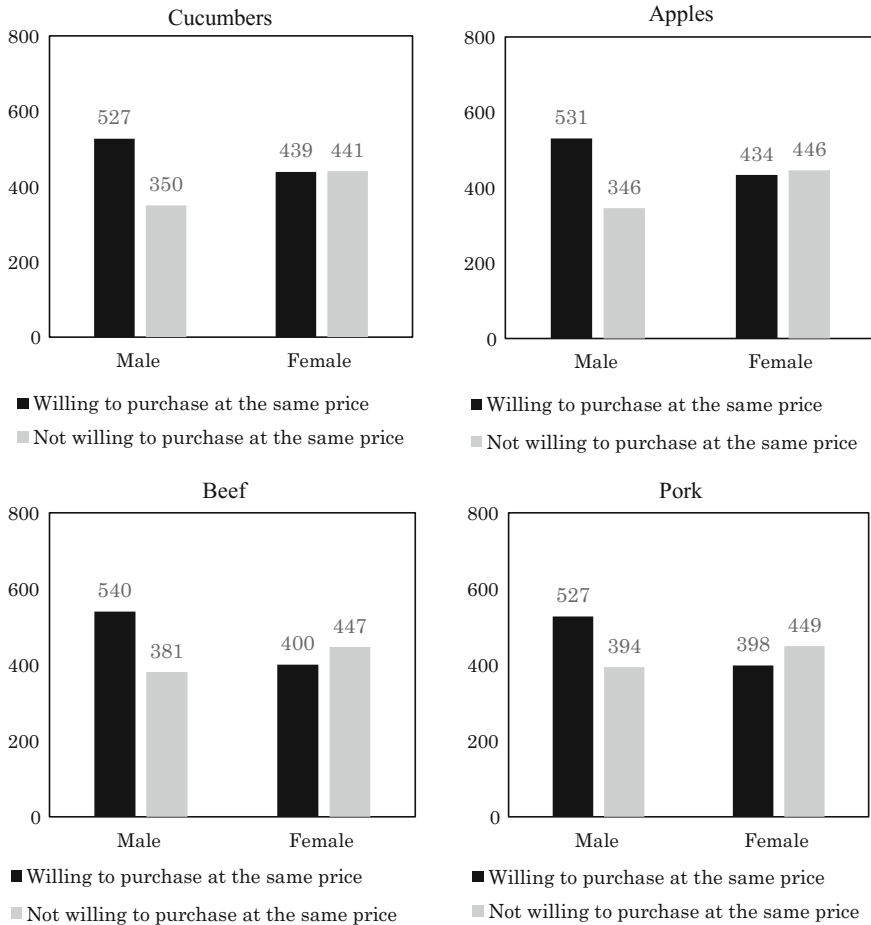 Cucumbers
800
600
400
200
0
527
350
439
441
Male
Female
Willing to purchase at the same price
Not willing to purchase at the same price
Apples
800
600
400
200
0
531
346
434
446
Male
Female
Willing to purchase at the same price
Not willing to purchase at the same price
Beef
800
600
400
200
0
540
381
400
447
Male
Female
Willing to purchase at the same price
Not willing to purchase at the same price
Pork
800
600
400
200
0
527
394
398
449
Male
Female
Willing to purchase at the same price
Not willing to purchase at the same price